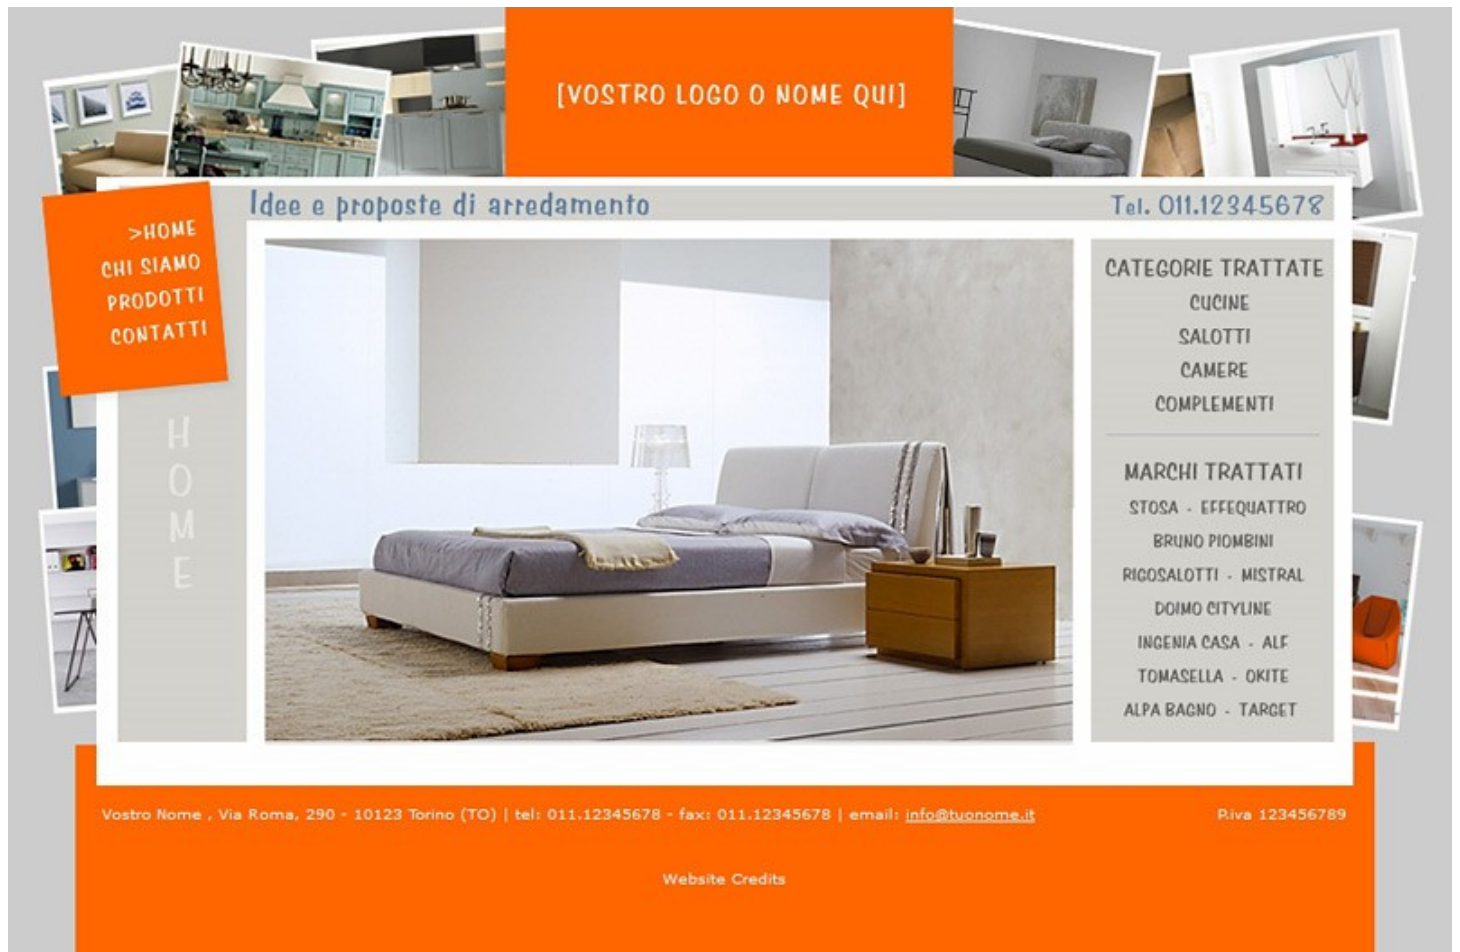 [VOSTRO LOGO O NOME QUI]
Idee e proposte di arredamento
Tel. 011.12345678
>HOME
CHI SIAMO
PRODOTTI
CONTATTI
HOME
CATEGORIE TRATTATE
CUCINE
SALOTTI
CAMERE
COMPLEMENTI
MARCHI TRATTATI
STOSA - EFFEQUATTRO
BRUNO PIOMBINI
RIGOSALOTTI - MISTRAL
DOIMO CITYLINE
INGENIA CASA - ALF
TOMASELLA - OKITE
ALPA BAGNO - TARGET
Vostro Nome , Via Roma, 290 - 10123 Torino (TO) | tel: 011.12345678 - fax: 011.12345678 | email: info@tuonome.it
P.iva 123456789
Website Credits